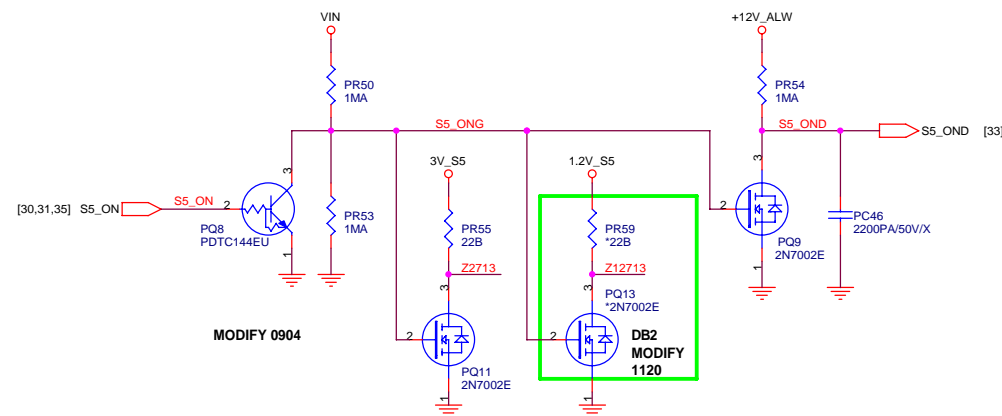 VIN
+12V_ALW
PR50
1MA
PR54
1MA
S5_ONG
S5_OND
S5_OND [33]
3
3V_S5
1.2V_S5
3
[30,31,35] S5_ON
S5_ON
2
2
PQ8
PDTC144EU
PR53
1MA
PR55
22B
PR59
*22B
PC46
2200PA/50V/X
PQ9
2N7002E
1
1
Z2713
Z12713
3
3
PQ13
*2N7002E
MODIFY 0904
2
2
DB2
MODIFY
1120
PQ11
2N7002E
1
1